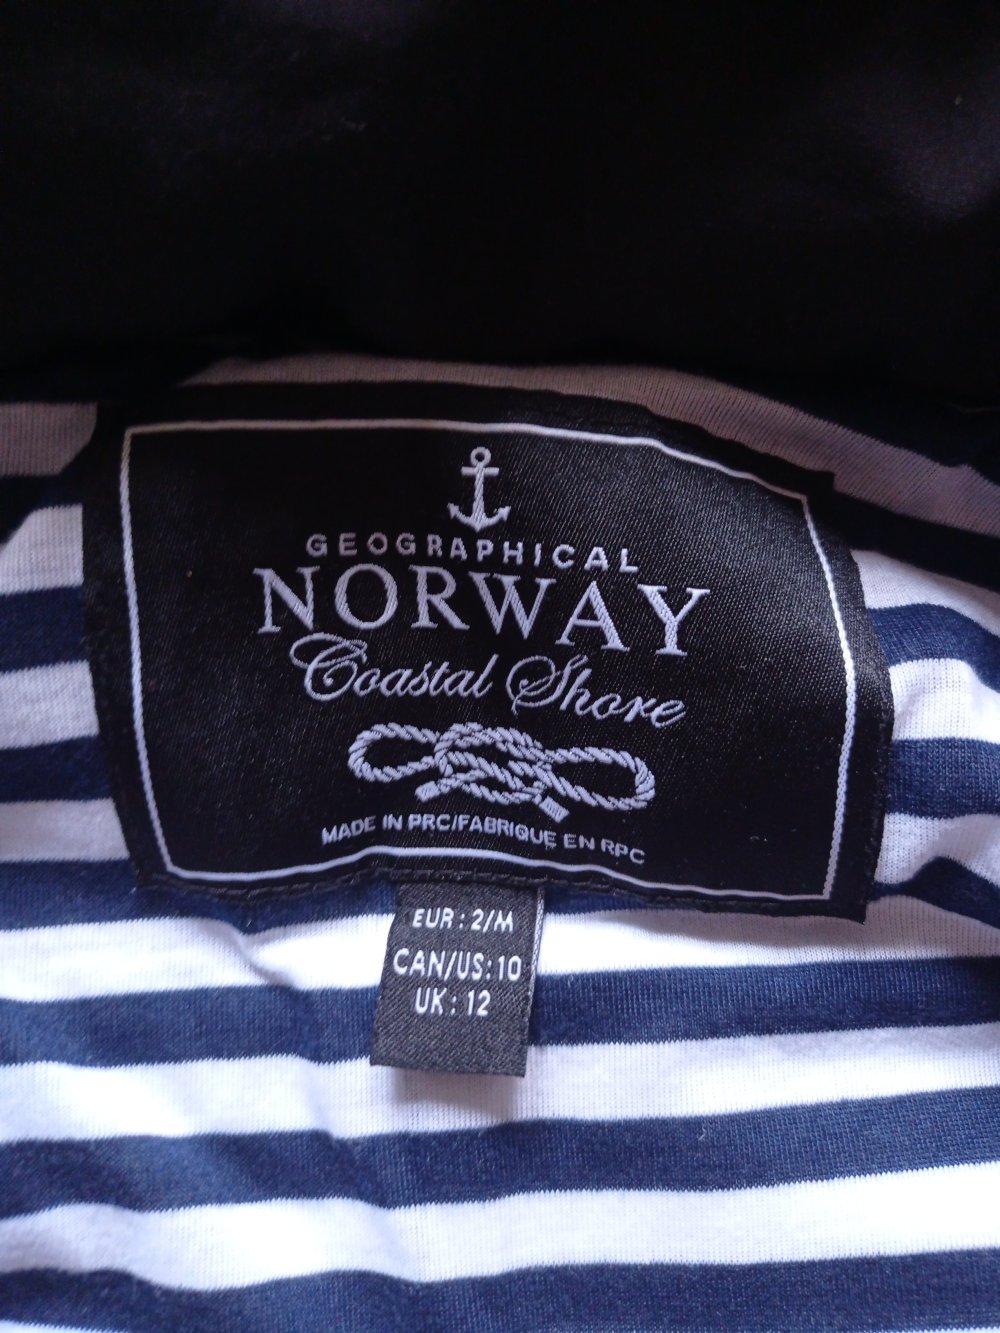 GEOGRAPHICAL
NORWAY
Coastal Shore
MADE IN PRC/FABRIQUE EN RPC
EUR: 2/M
CAN/US: 10
UK: 12